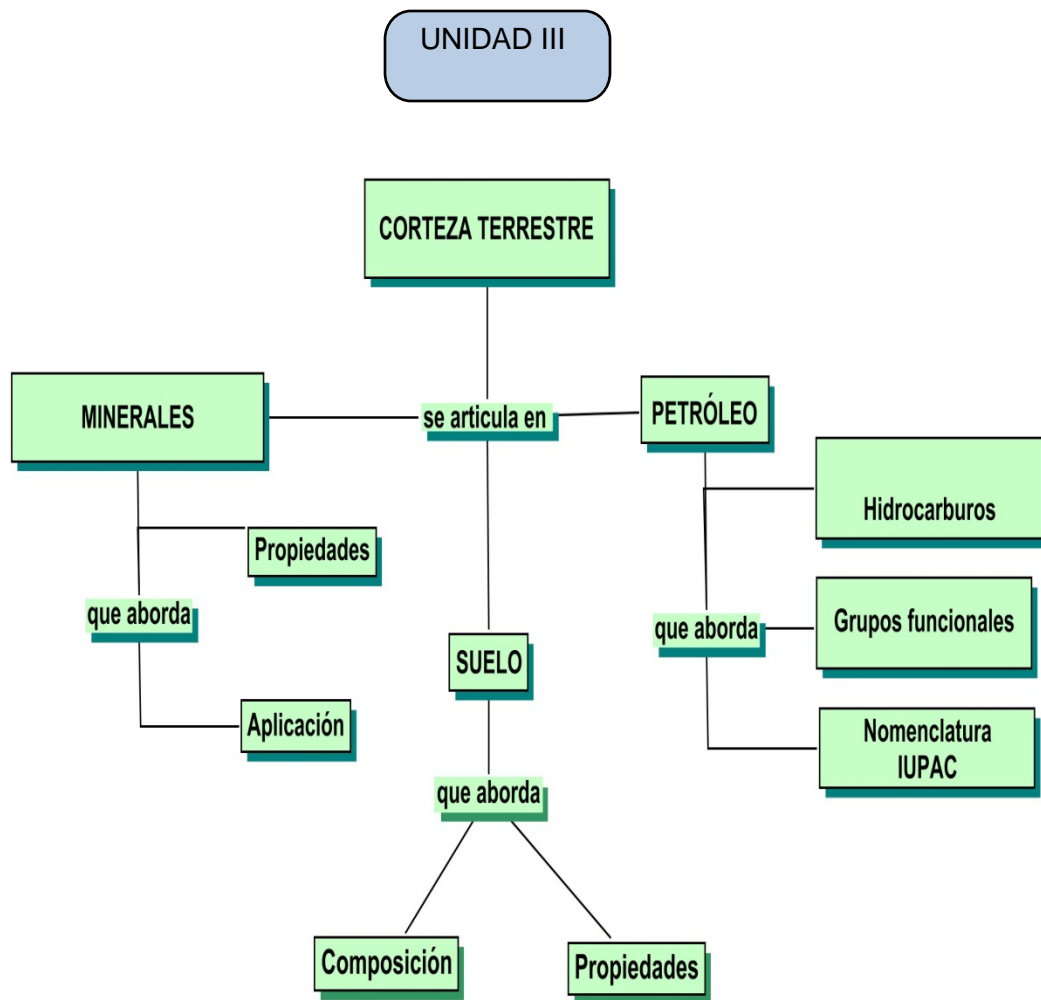 UNIDAD III
CORTEZA TERRESTRE
MINERALES
se articula en
PETRÓLEO
Hidrocarburos
Propiedades
que aborda
Grupos funcionales
que aborda
SUELO
Aplicación
Nomenclatura
IUPAC
que aborda
Composición
Propiedades